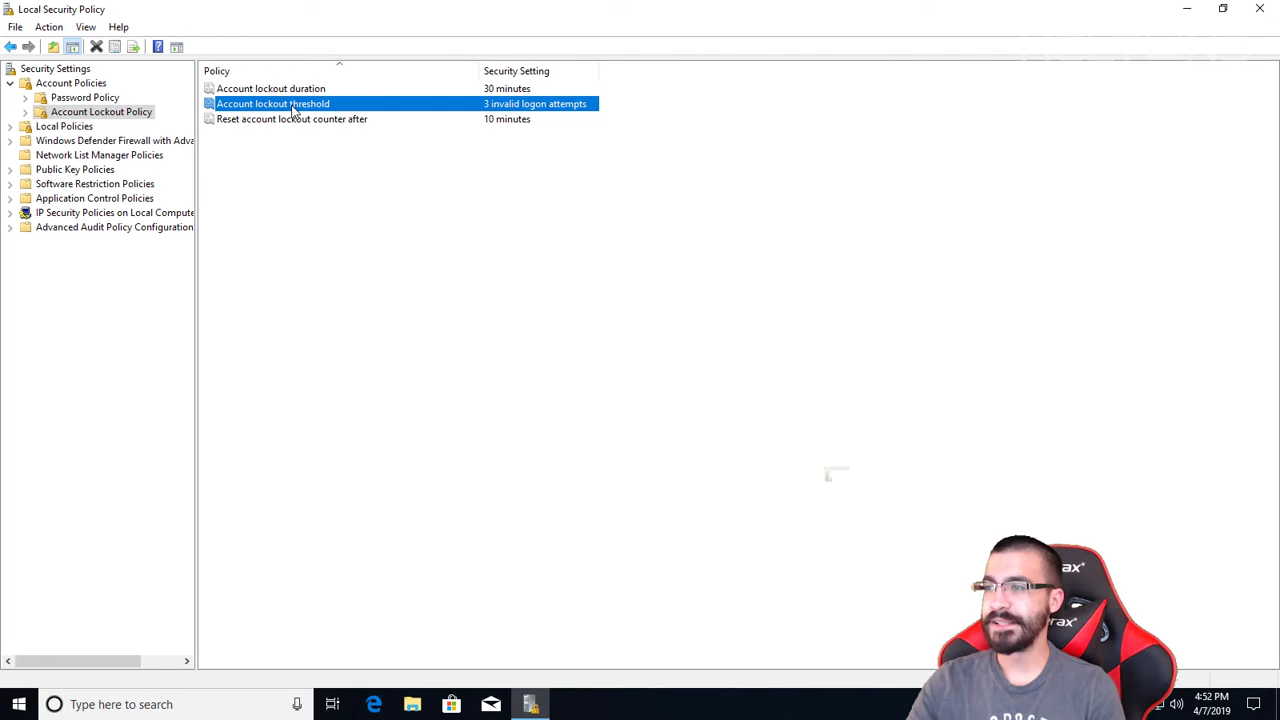 Local Security Policy
File Action View Help
Security Settings
Account Policies
Password Policy
Account Lockout Policy
Local Policies
Windows Defender Firewall with Adva
Network List Manager Policies
Public Key Policies
Software Restriction Policies
Application Control Policies
IP Security Policies on Local Compute
Advanced Audit Policy Configuration
Policy Security Setting
Account lockout duration 30 minutes
Account lockout threshold 3 invalid logon attempts
Reset account lockout counter after 10 minutes
Type here to search
4:52 PM
4/7/2019